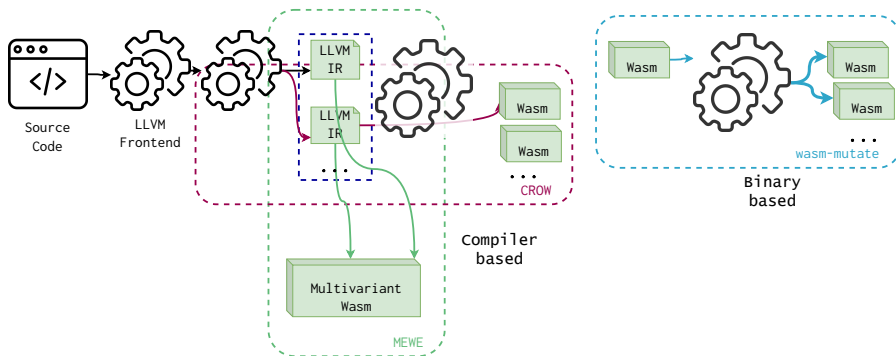 </>
Source
Code
LLVM
Frontend
LLVM
IR
LLVM
IR
...
Wasm
Wasm
...
CROW
Multivariant
Wasm
MEWE
Compiler
based
Wasm
Wasm
Wasm
...
wasm-mutate
Binary
based